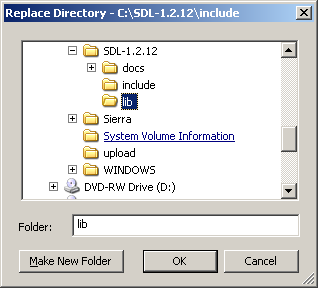 Replace Directory - C:\SDL-1.2.12\include
SDL-1.2.12
docs
include
lib
Sierra
System Volume Information
upload
WINDOWS
DVD-RW Drive (D:)
Folder:
lib
Make New Folder
OK
Cancel